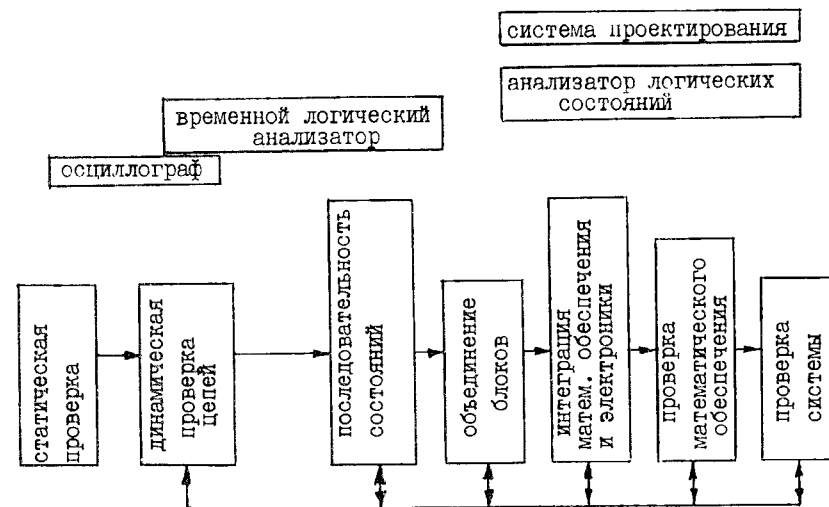 система проектирования
анализатор логических
состояний
временной логический
анализатор
осциллограф
статическая
проверка
динамическая
проверка
цепей
последовательность
состояний
объединение
блоков
интеграция
матем. обеспечения
и электроники
проверка
математического
обеспечения
проверка
системы